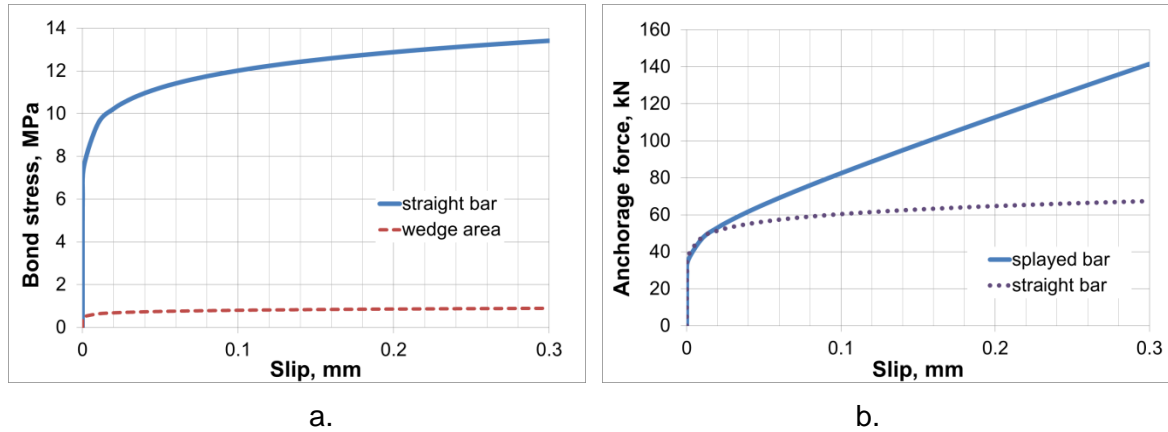 14
12
10
8
6
4
2
0
Bond stress, MPa
straight bar
wedge area
0
0.1
0.2
0.3
Slip, mm
a.
160
140
120
100
80
60
40
20
0
Anchorage force, kN
splayed bar
straight bar
0
0.1
0.2
0.3
Slip, mm
b.